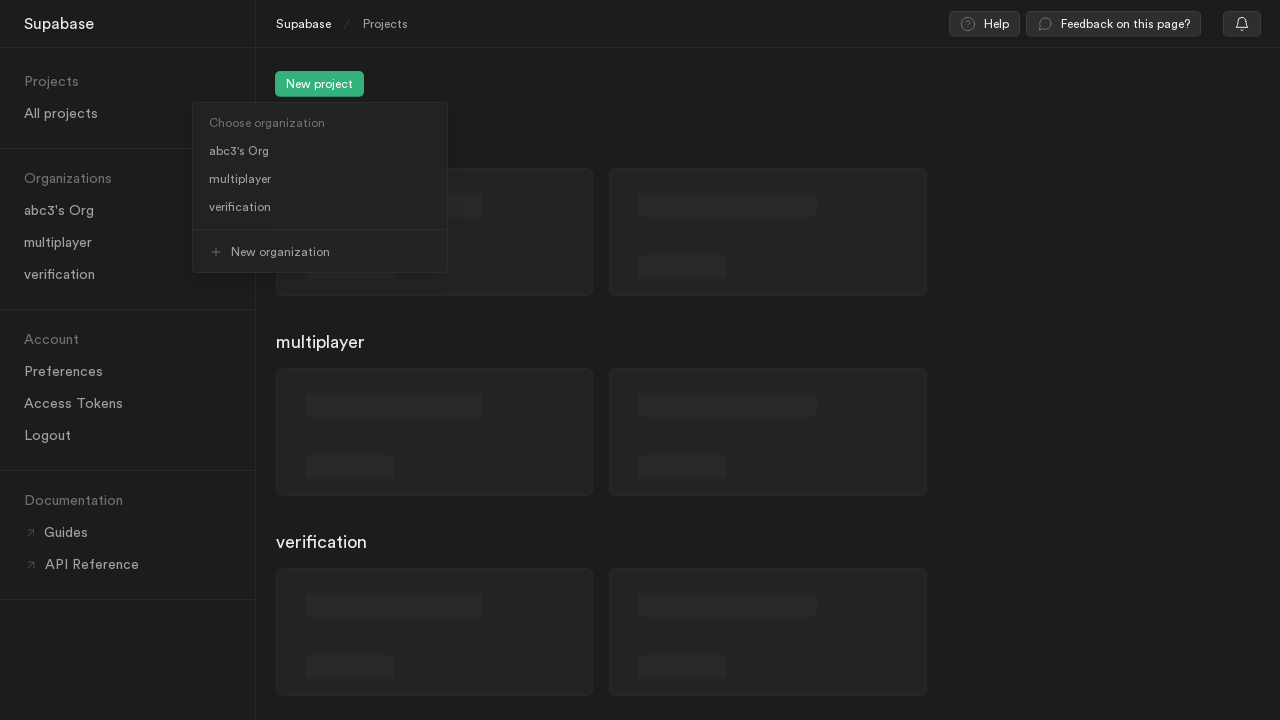 Supabase
Supabase / Projects
Help
Feedback on this page?
Projects
All projects
Organizations
abc3's Org
multiplayer
verification
Account
Preferences
Access Tokens
Logout
Documentation
Guides
API Reference
New project
Choose organization
abc3's Org
multiplayer
verification
New organization
multiplayer
verification